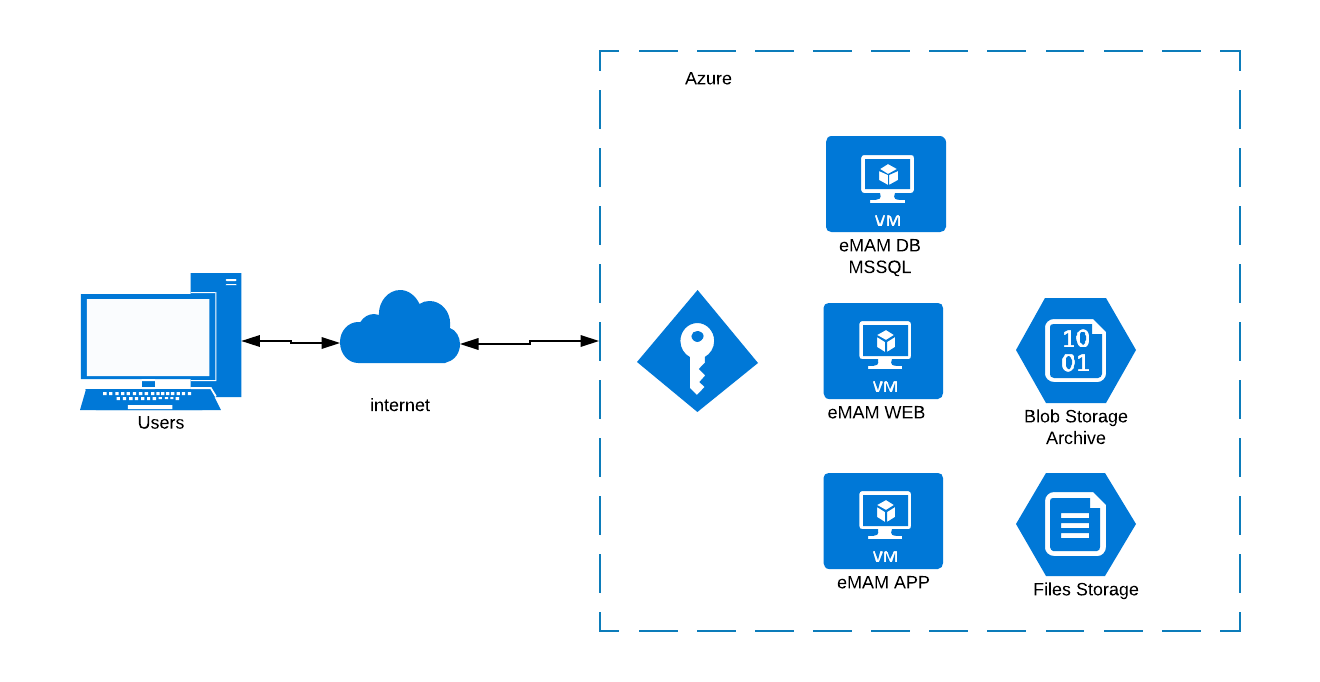 Azure
VM
eMAM DB
MSSQL
VM
eMAM WEB
10
01
Blob Storage
Archive
Users
internet
VM
eMAM APP
Files Storage